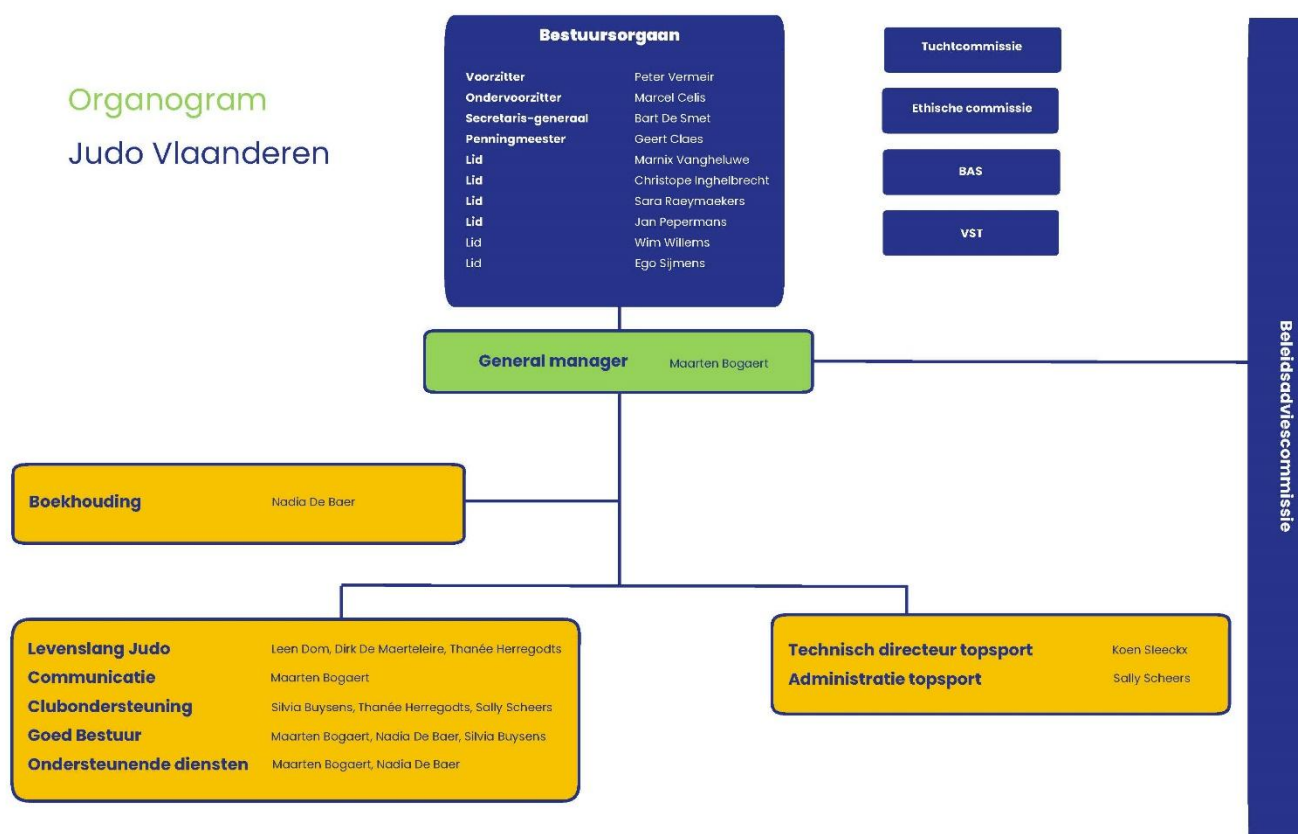 Organogram
Judo Vlaanderen
Bestuursorgaan
Voorzitter Peter Vermeir
Ondervoorzitter Marcel Celis
Secretaris-generaal Bart De Smet
Penningmeester Geert Claes
Lid Marnix Vangheluwe
Lid Christope Inghelbrecht
Lid Sara Raeymaekers
Lid Jan Pepermans
Lid Wim Willems
Lid Ego Sijmens
Tuchtcommissie
Ethische commissie
BAS
VST
Beleidsadviescommissie
General manager Maarten Bogaert
Boekhouding Nadia De Baer
Levenslang Judo Leen Dom, Dirk De Maerteleire, Thanée Herregodts
Communicatie Maarten Bogaert
Clubondersteuning Silvia Buysens, Thanée Herregodts, Sally Scheers
Goed Bestuur Maarten Bogaert, Nadia De Baer, Silvia Buysens
Ondersteunende diensten Maarten Bogaert, Nadia De Baer
Technisch directeur topsport Koen Sleeckx
Administratie topsport Sally Scheers